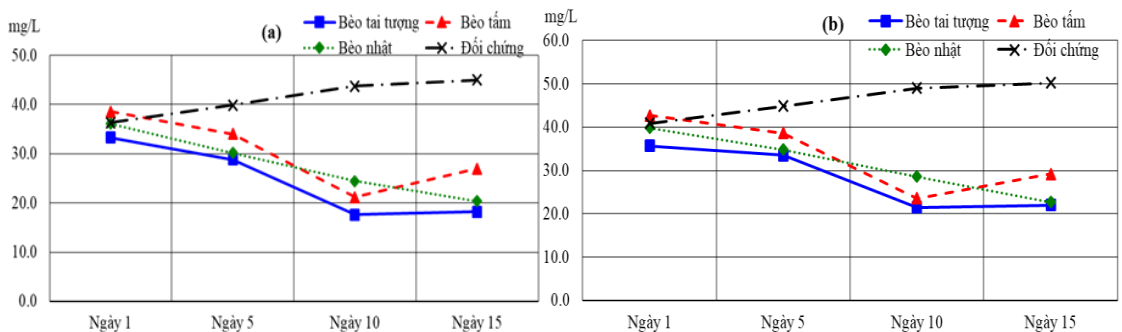 mg/L (a) Bèo tai tượng Bèo tấm
Bèo nhật Đối chứng
50.0
40.0
30.0
20.0
10.0
0.0
Ngày 1 Ngày 5 Ngày 10 Ngày 15
mg/L (b) Bèo tai tượng Bèo tấm
Bèo nhật Đối chứng
60.0
50.0
40.0
30.0
20.0
10.0
0.0
Ngày 1 Ngày 5 Ngày 10 Ngày 15